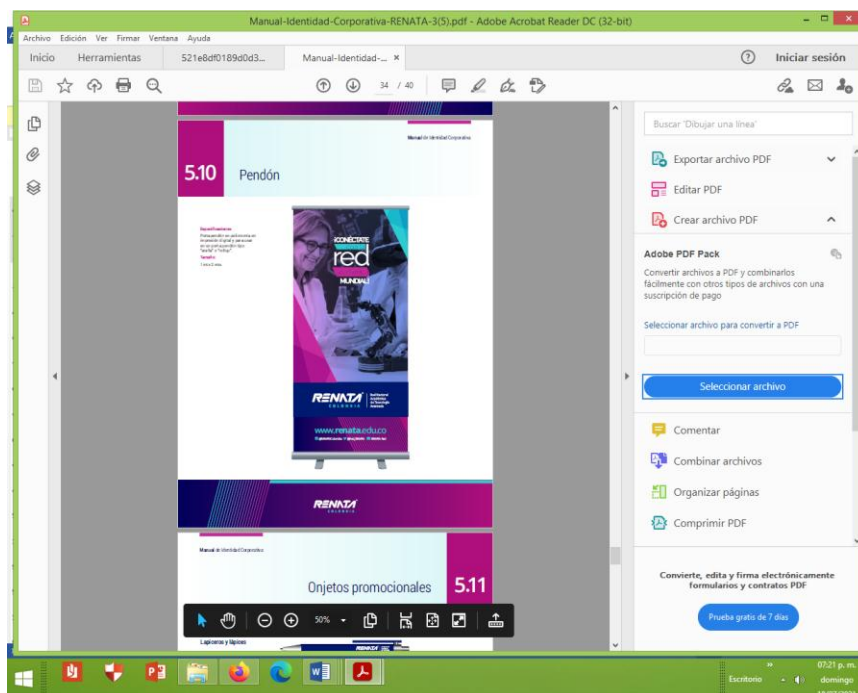 Manual-Identidad-Corporativa-RENATA-3(5).pdf - Adobe Acrobat Reader DC (32-bit)
Archivo Edición Ver Firmar Ventana Ayuda
Inicio Herramientas 521e8df0189d0d3... Manual-Identidad-... × Iniciar sesión
34 / 40
Manual de Identidad Corporativa
5.10 Pendón
Especificaciones
Tamaño
¡CONÉCTATE
red
MUNDIAL!
RENATA
COLOMBIA
www.renata.edu.co
RENATA
COLOMBIA
Manual de Identidad Corporativa
Onjetos promocionales 5.11
50%
Lapiceros y lápices
RENATA
Buscar 'Dibujar una línea'
Exportar archivo PDF
Editar PDF
Crear archivo PDF
Adobe PDF Pack
Convertir archivos a PDF y combinarlos
fácilmente con otros tipos de archivos con una
suscripción de pago
Seleccionar archivo para convertir a PDF
Seleccionar archivo
Comentar
Combinar archivos
Organizar páginas
Comprimir PDF
Convierte, edita y firma electrónicamente
formularios y contratos PDF
Prueba gratis de 7 días
Escritorio
07:21 p. m.
domingo